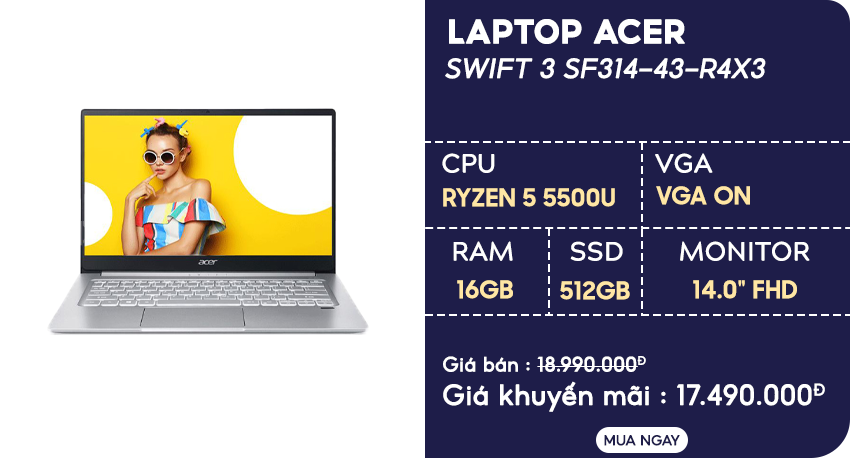 LAPTOP ACER
SWIFT 3 SF314-43-R4X3
CPU
RYZEN 5 5500U
VGA
VGA ON
RAM
16GB
SSD
512GB
MONITOR
14.0" FHD
Giá bán : 18.990.000Đ
Giá khuyến mãi : 17.490.000Đ
MUA NGAY
acer